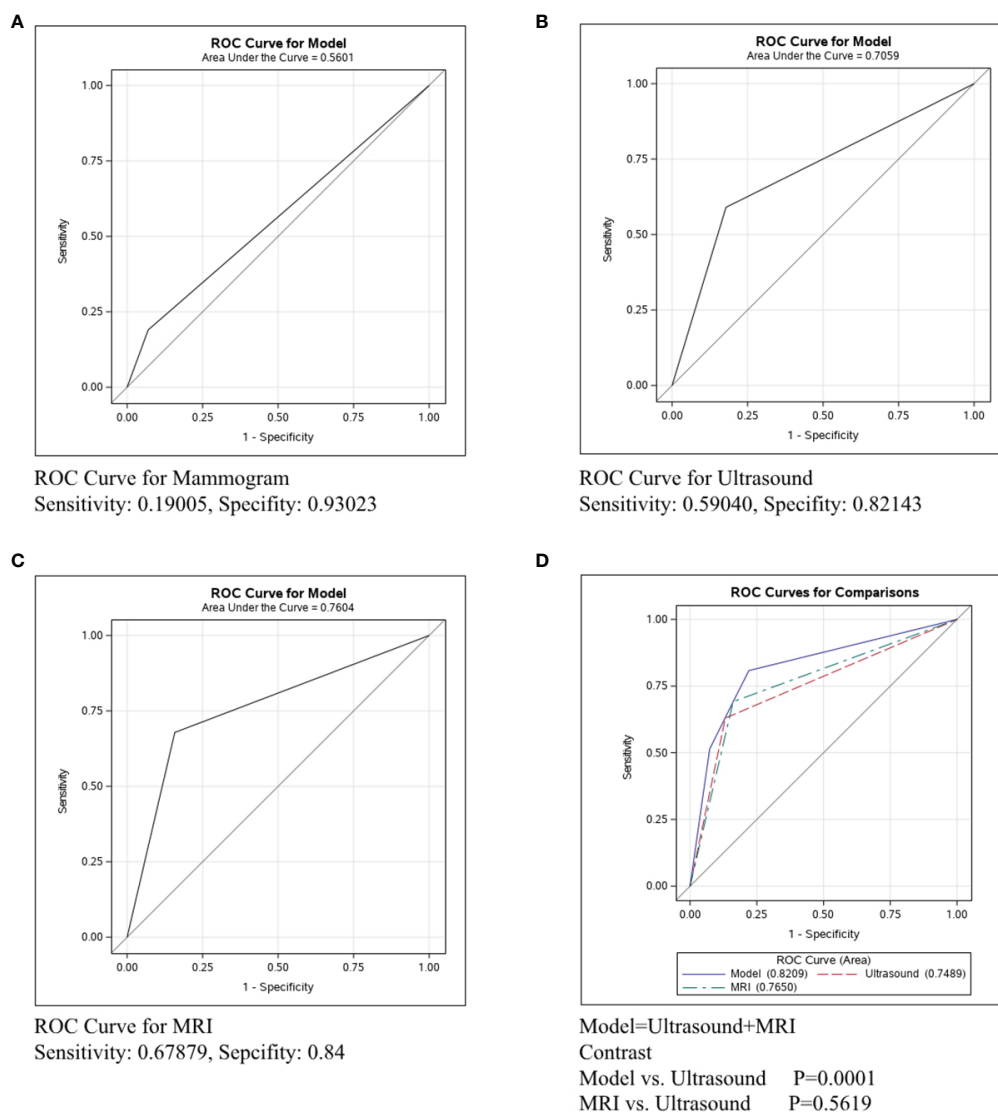 A
ROC Curve for Model
Area Under the Curve = 0.5601
1.00
0.75
0.50
0.25
0.00
Sensitivity
0.00 0.25 0.50 0.75 1.00
1 - Specificity
ROC Curve for Mammogram
Sensitivity: 0.19005, Specifity: 0.93023
B
ROC Curve for Model
Area Under the Curve = 0.7059
1.00
0.75
0.50
0.25
0.00
Sensitivity
0.00 0.25 0.50 0.75 1.00
1 - Specificity
ROC Curve for Ultrasound
Sensitivity: 0.59040, Specifity: 0.82143
C
ROC Curve for Model
Area Under the Curve = 0.7604
1.00
0.75
0.50
0.25
0.00
Sensitivity
0.00 0.25 0.50 0.75 1.00
1 - Specificity
ROC Curve for MRI
Sensitivity: 0.67879, Sepcifity: 0.84
D
ROC Curves for Comparisons
1.00
0.75
0.50
0.25
0.00
Sensitivity
0.00 0.25 0.50 0.75 1.00
1 - Specificity
ROC Curve (Area)
Model (0.8209) Ultrasound (0.7489)
MRI (0.7650)
Model=Ultrasound+MRI
Contrast
Model vs. Ultrasound P=0.0001
MRI vs. Ultrasound P=0.5619